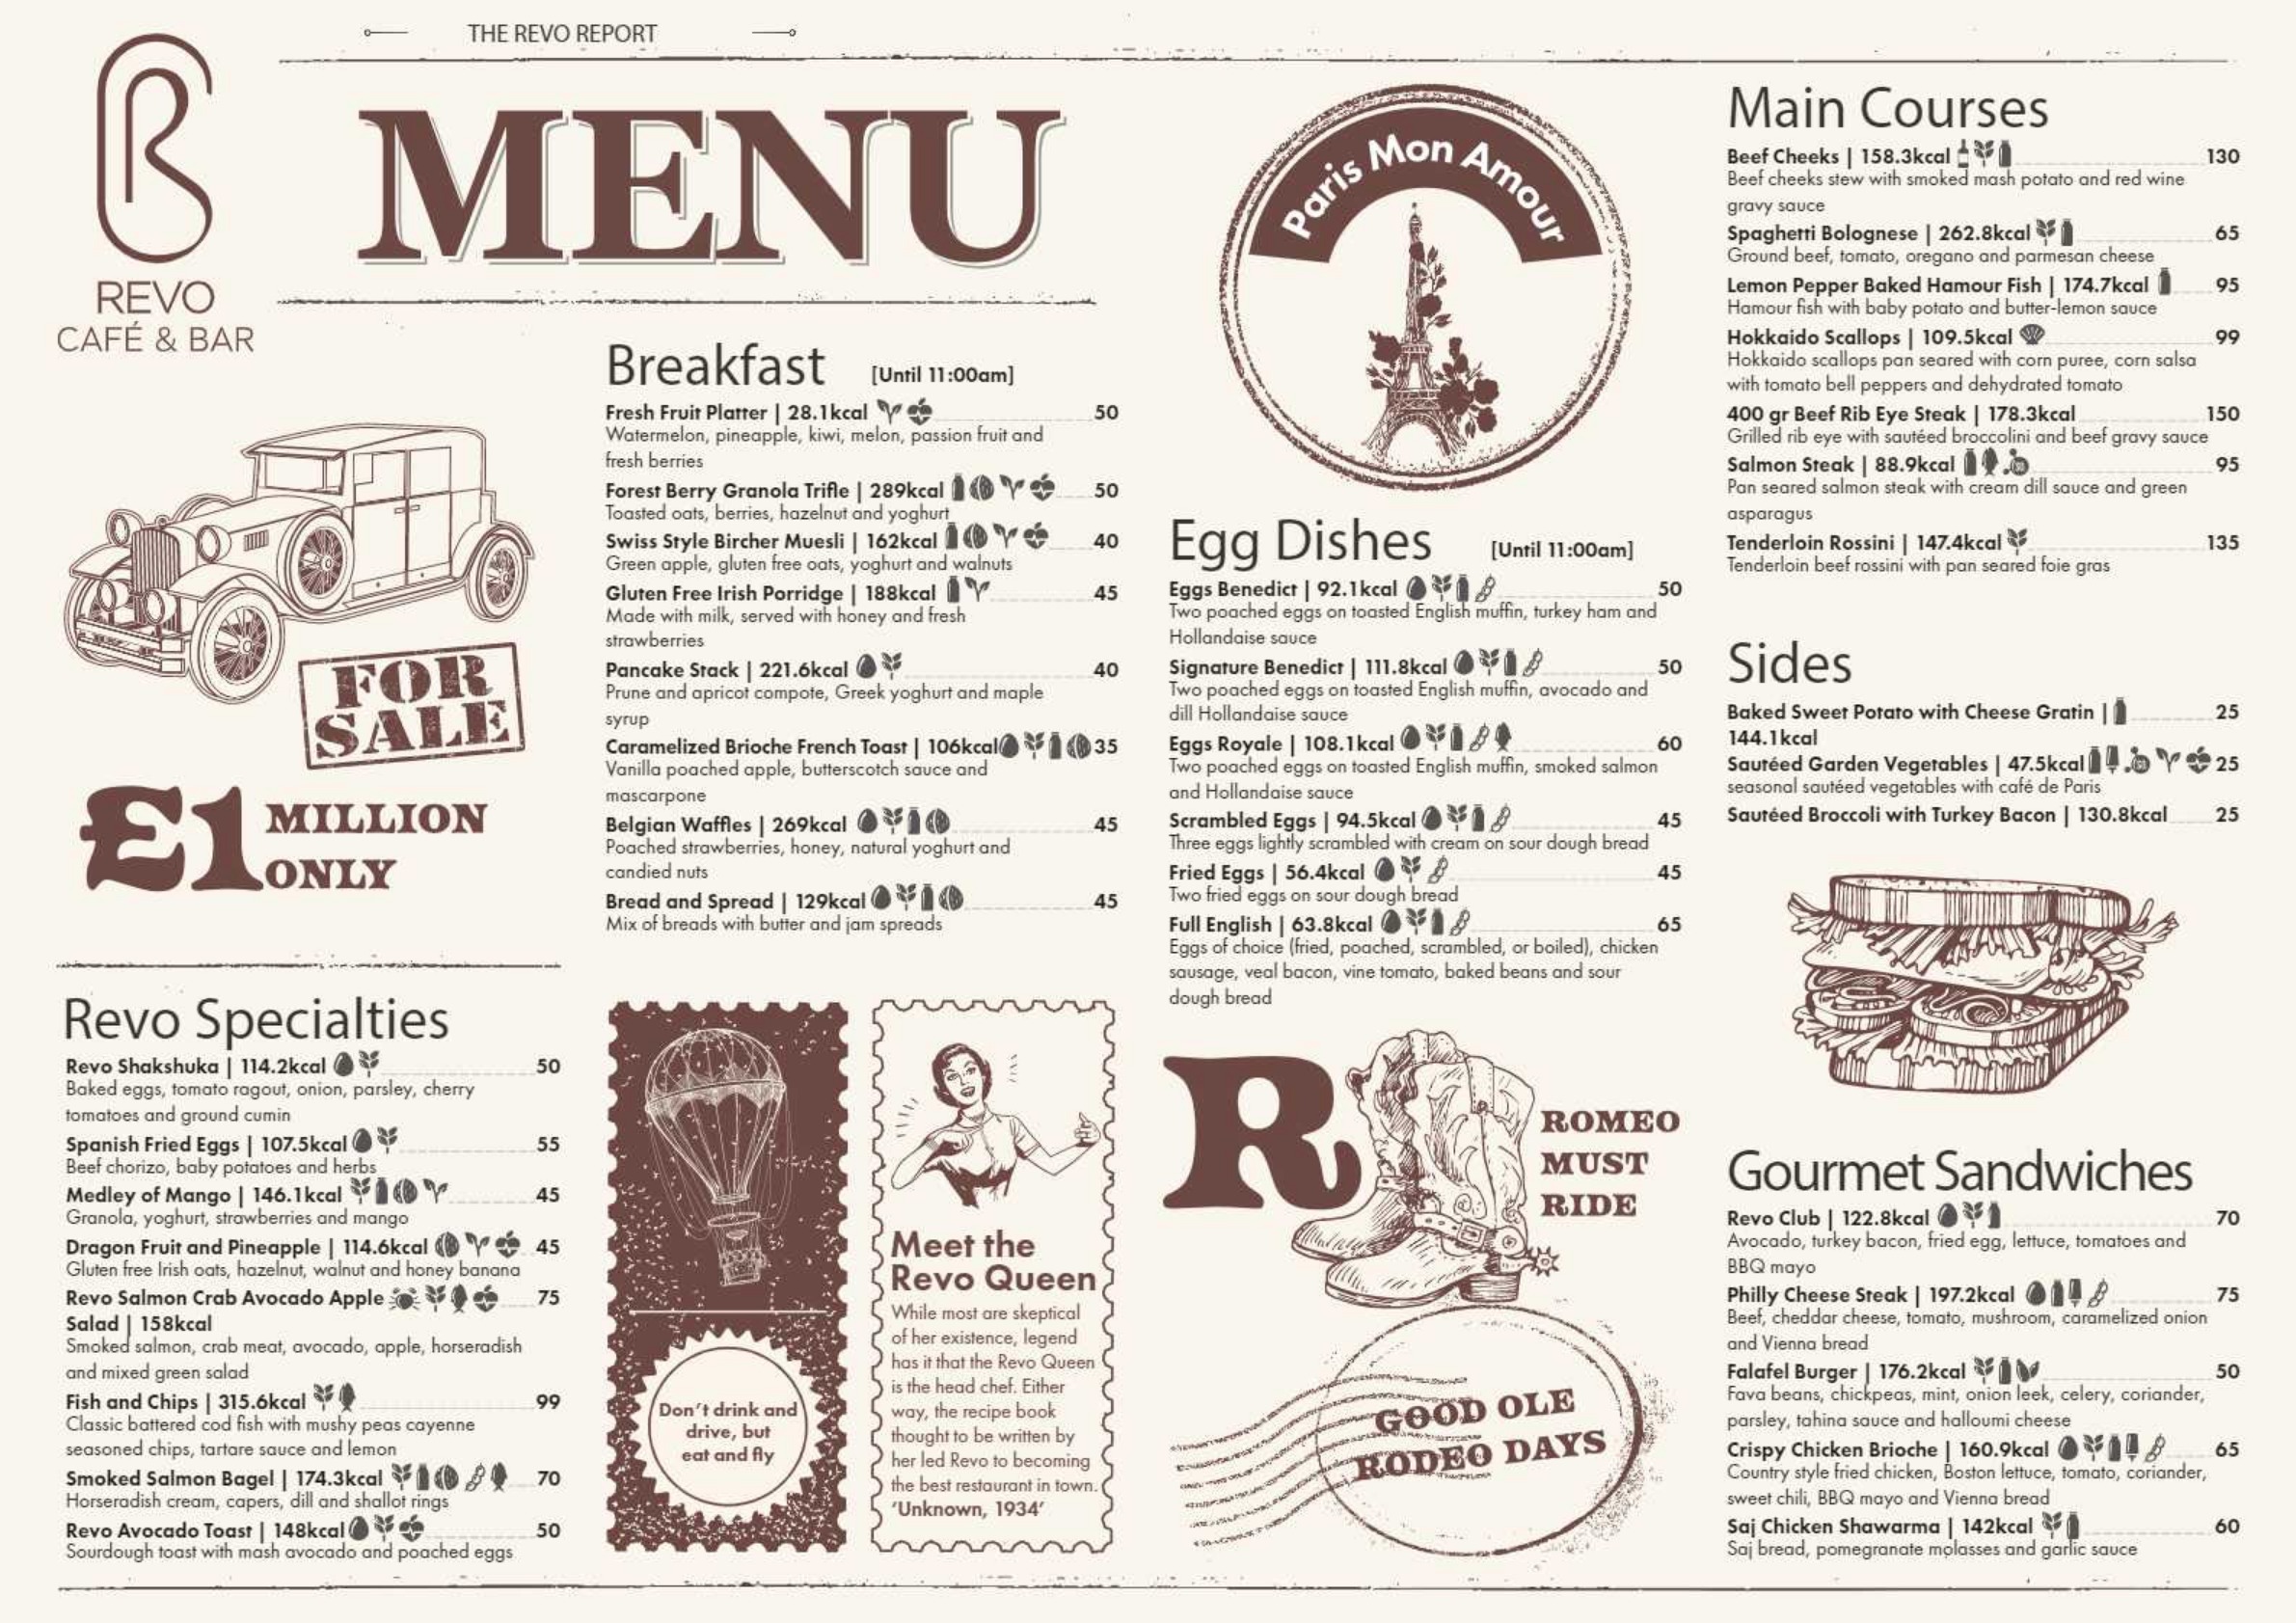 THE REVO REPORT
REVO
CAFÉ & BAR
MENU
FOR
SALE
£1 MILLION
ONLY
Revo Specialties
Revo Shakshuka | 114.2kcal 50
Baked eggs, tomato ragout, onion, parsley, cherry
tomatoes and ground cumin
Spanish Fried Eggs | 107.5kcal 55
Beef chorizo, baby potatoes and herbs
Medley of Mango | 146.1kcal 45
Granola, yoghurt, strawberries and mango
Dragon Fruit and Pineapple | 114.6kcal 45
Gluten free Irish oats, hazelnut, walnut and honey banana
Revo Salmon Crab Avocado Apple 75
Salad | 158kcal
Smoked salmon, crab meat, avocado, apple, horseradish
and mixed green salad
Fish and Chips | 315.6kcal 99
Classic battered cod fish with mushy peas cayenne
seasoned chips, tartare sauce and lemon
Smoked Salmon Bagel | 174.3kcal 70
Horseradish cream, capers, dill and shallot rings
Revo Avocado Toast | 148kcal 50
Sourdough toast with mash avocado and poached eggs
Breakfast [Until 11:00am]
Fresh Fruit Platter | 28.1kcal 50
Watermelon, pineapple, kiwi, melon, passion fruit and
fresh berries
Forest Berry Granola Trifle | 289kcal 50
Toasted oats, berries, hazelnut and yoghurt
Swiss Style Bircher Muesli | 162kcal 40
Green apple, gluten free oats, yoghurt and walnuts
Gluten Free Irish Porridge | 188kcal 45
Made with milk, served with honey and fresh
strawberries
Pancake Stack | 221.6kcal 40
Prune and apricot compote, Greek yoghurt and maple
syrup
Caramelized Brioche French Toast | 106kcal 35
Vanilla poached apple, butterscotch sauce and
mascarpone
Belgian Waffles | 269kcal 45
Poached strawberries, honey, natural yoghurt and
candied nuts
Bread and Spread | 129kcal 45
Mix of breads with butter and jam spreads
Don't drink and
drive, but
eat and fly
Meet the
Revo Queen
While most are skeptical
of her existence, legend
has it that the Revo Queen
is the head chef. Either
way, the recipe book
thought to be written by
her led Revo to becoming
the best restaurant in town.
'Unknown, 1934'
Paris Mon Amour
Egg Dishes [Until 11:00am]
Eggs Benedict | 92.1kcal 50
Two poached eggs on toasted English muffin, turkey ham and
Hollandaise sauce
Signature Benedict | 111.8kcal 50
Two poached eggs on toasted English muffin, avocado and
dill Hollandaise sauce
Eggs Royale | 108.1kcal 60
Two poached eggs on toasted English muffin, smoked salmon
and Hollandaise sauce
Scrambled Eggs | 94.5kcal 45
Three eggs lightly scrambled with cream on sour dough bread
Fried Eggs | 56.4kcal 45
Two fried eggs on sour dough bread
Full English | 63.8kcal 65
Eggs of choice (fried, poached, scrambled, or boiled), chicken
sausage, veal bacon, vine tomato, baked beans and sour
dough bread
R
ROMEO
MUST
RIDE
GOOD OLE
RODEO DAYS
Main Courses
Beef Cheeks | 158.3kcal 130
Beef cheeks stew with smoked mash potato and red wine
gravy sauce
Spaghetti Bolognese | 262.8kcal 65
Ground beef, tomato, oregano and parmesan cheese
Lemon Pepper Baked Hamour Fish | 174.7kcal 95
Hamour fish with baby potato and butter-lemon sauce
Hokkaido Scallops | 109.5kcal 99
Hokkaido scallops pan seared with corn puree, corn salsa
with tomato bell peppers and dehydrated tomato
400 gr Beef Rib Eye Steak | 178.3kcal 150
Grilled rib eye with sautéed broccolini and beef gravy sauce
Salmon Steak | 88.9kcal 95
Pan seared salmon steak with cream dill sauce and green
asparagus
Tenderloin Rossini | 147.4kcal 135
Tenderloin beef rossini with pan seared foie gras
Sides
Baked Sweet Potato with Cheese Gratin | 25
144.1kcal
Sautéed Garden Vegetables | 47.5kcal 25
seasonal sautéed vegetables with café de Paris
Sautéed Broccoli with Turkey Bacon | 130.8kcal 25
Gourmet Sandwiches
Revo Club | 122.8kcal 70
Avocado, turkey bacon, fried egg, lettuce, tomatoes and
BBQ mayo
Philly Cheese Steak | 197.2kcal 75
Beef, cheddar cheese, tomato, mushroom, caramelized onion
and Vienna bread
Falafel Burger | 176.2kcal 50
Fava beans, chickpeas, mint, onion leek, celery, coriander,
parsley, tahina sauce and halloumi cheese
Crispy Chicken Brioche | 160.9kcal 65
Country style fried chicken, Boston lettuce, tomato, coriander,
sweet chili, BBQ mayo and Vienna bread
Saj Chicken Shawarma | 142kcal 60
Saj bread, pomegranate molasses and garlic sauce